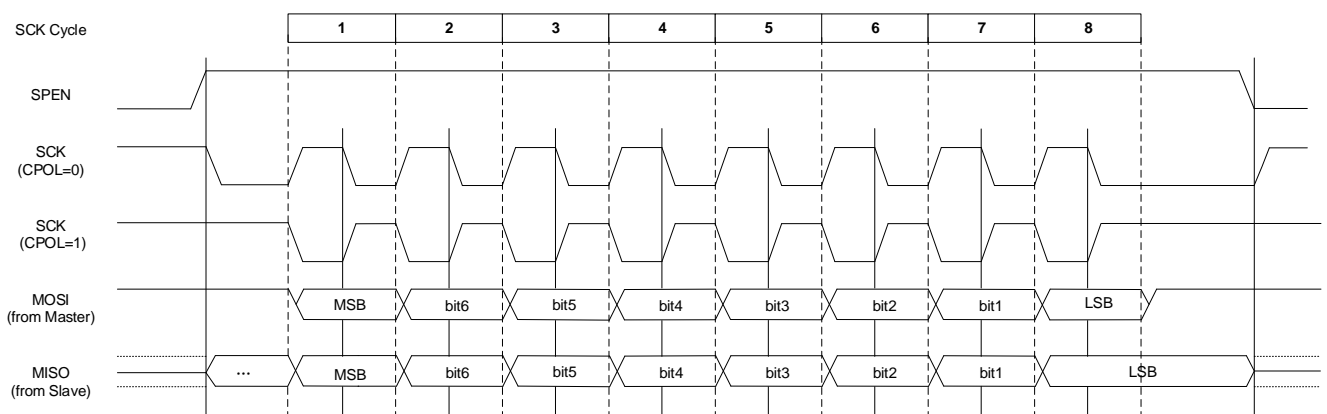 SCK Cycle 1 2 3 4 5 6 7 8
SPEN
SCK
(CPOL=0)
SCK
(CPOL=1)
MOSI
(from Master)
MSB bit6 bit5 bit4 bit3 bit2 bit1 LSB
MISO
(from Slave)
... MSB bit6 bit5 bit4 bit3 bit2 bit1 LSB